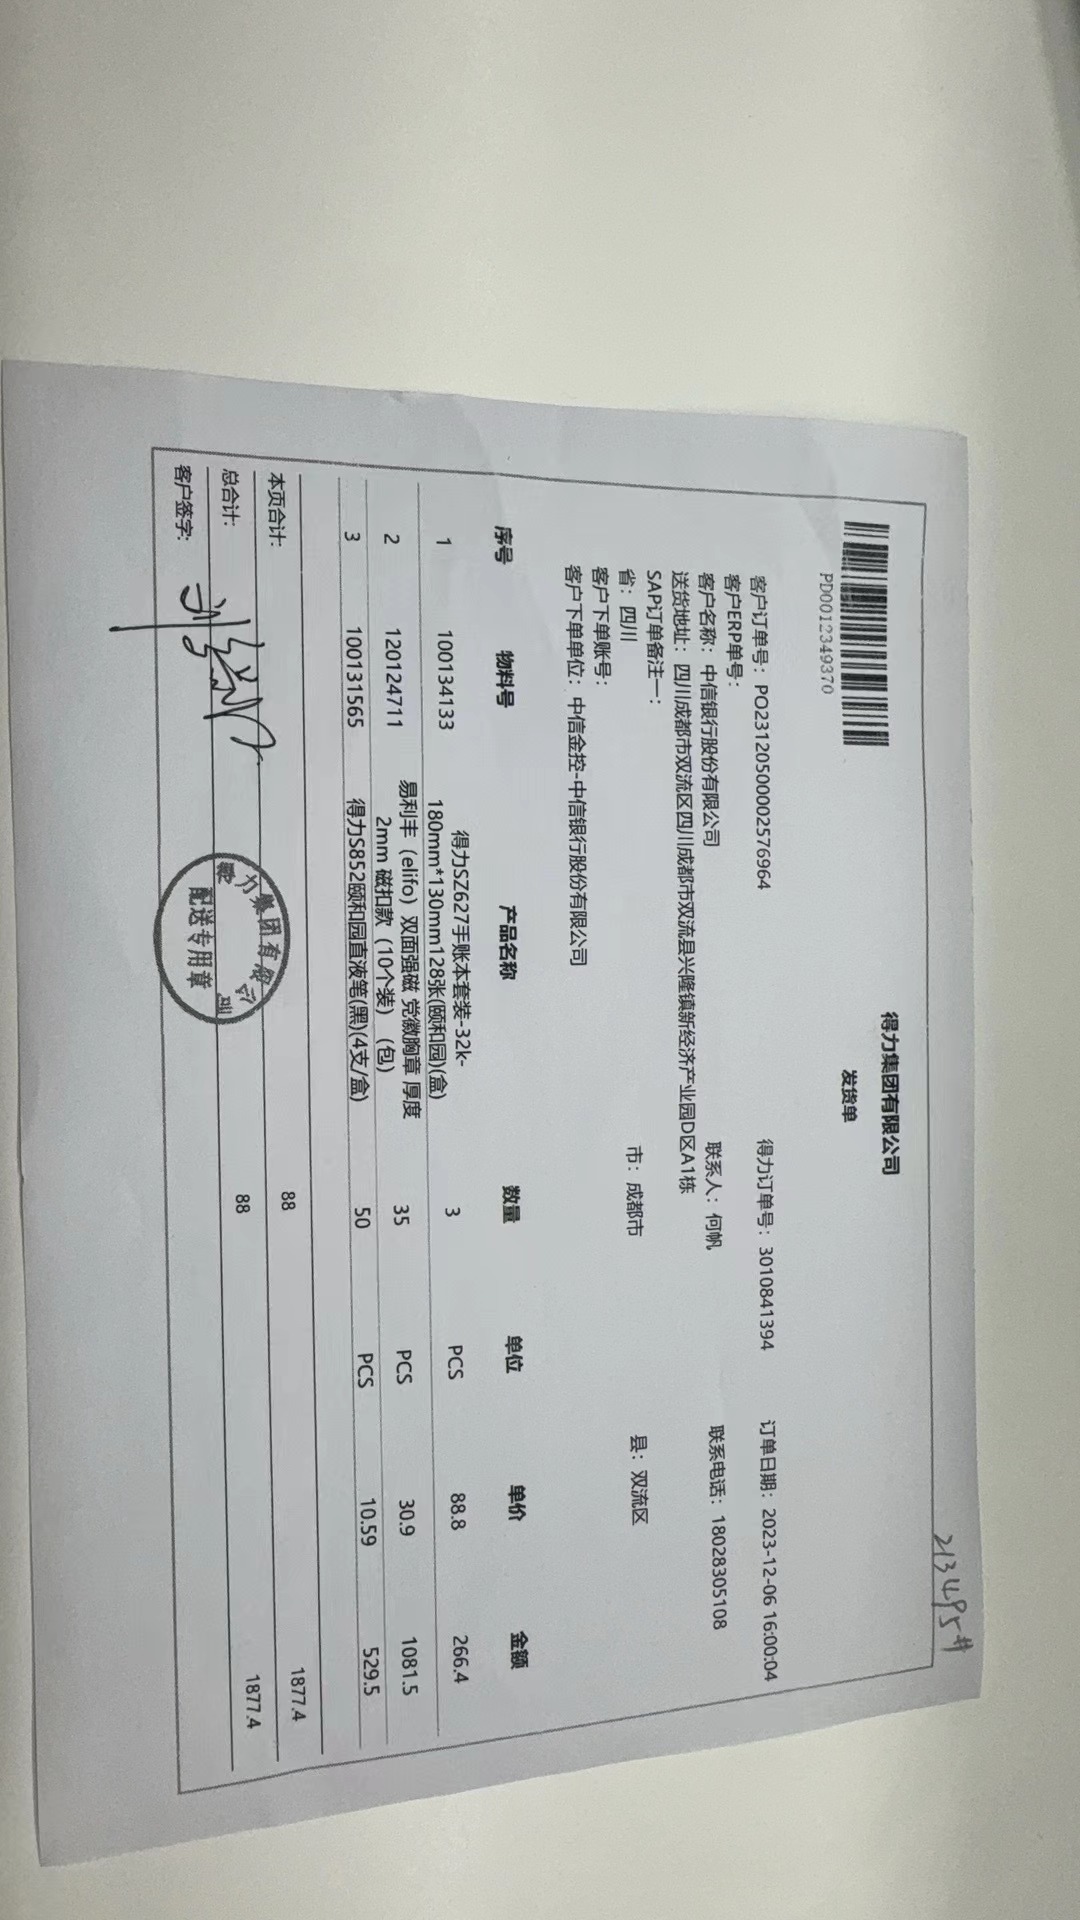 213495#
得力集团有限公司
发货单
PD0012349370
客户订单号：PO23120500002576964 得力订单号：3010841394 订单日期：2023-12-06 16:00:04
客户ERP单号：
客户名称：中信银行股份有限公司 联系人：何帆 联系电话：18028305108
送货地址：四川成都市双流区四川成都市双流县兴隆镇新经济产业园D区A1栋
SAP订单备注一：
省：四川 市：成都市 县：双流区
客户下单账号：
客户下单单位：中信金控-中信银行股份有限公司
序号 物料号 产品名称 数量 单位 单价 金额
1 100134133 得力SZ627手账本套装-32k-
180mm*130mm128张(颐和园)(盒) 3 PCS 88.8 266.4
2 120124711 易利丰（elifo）双面强磁 党徽胸章 厚度
2mm 磁扣款（10个装）(包) 35 PCS 30.9 1081.5
3 100131565 得力S852颐和园直液笔(黑)(4支/盒) 50 PCS 10.59 529.5
本页合计: 88 1877.4
总合计: 88 1877.4
客户签字:
得力集团有限公司
配送专用章